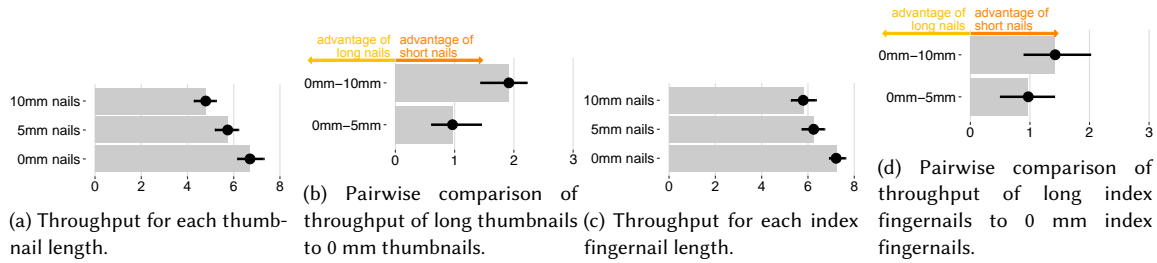 10mm nails
5mm nails
0mm nails
0 2 4 6 8
(a) Throughput for each thumb-
nail length.
advantage of
long nails
advantage of
short nails
0mm−10mm
0mm−5mm
0 1 2 3
(b) Pairwise comparison of
throughput of long thumbnails
to 0 mm thumbnails.
10mm nails
5mm nails
0mm nails
0 2 4 6 8
(c) Throughput for each index
fingernail length.
advantage of
long nails
advantage of
short nails
0mm−10mm
0mm−5mm
0 1 2 3
(d) Pairwise comparison of
throughput of long index
fingernails to 0 mm index
fingernails.